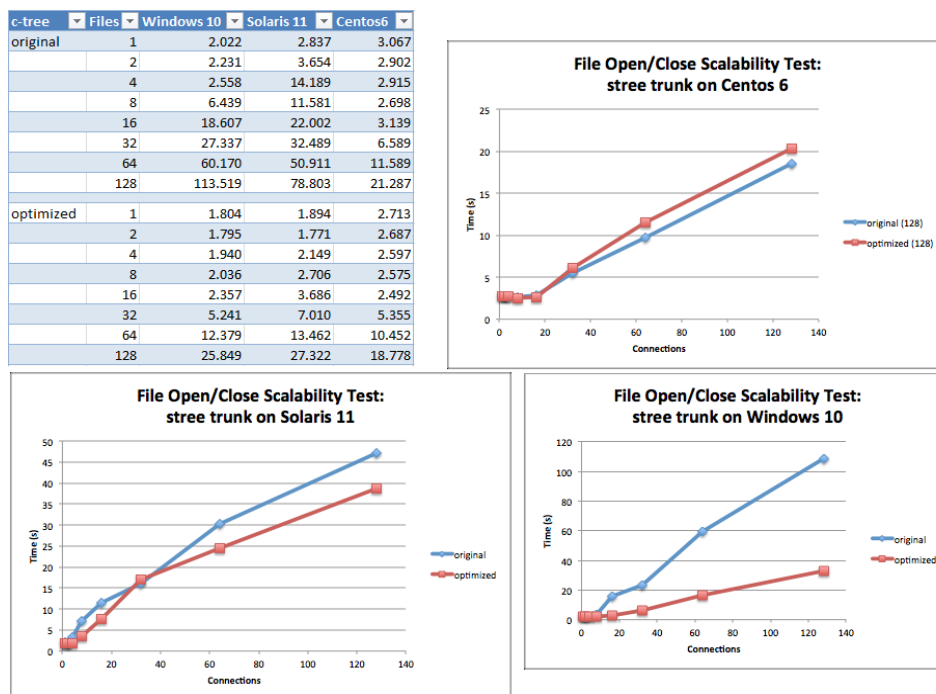 c-tree Files Windows 10 Solaris 11 Centos6
original 1 2.022 2.837 3.067
2 2.231 3.654 2.902
4 2.558 14.189 2.915
8 6.439 11.581 2.698
16 18.607 22.002 3.139
32 27.337 32.489 6.589
64 60.170 50.911 11.589
128 113.519 78.803 21.287
optimized 1 1.804 1.894 2.713
2 1.795 1.771 2.687
4 1.940 2.149 2.597
8 2.036 2.706 2.575
16 2.357 3.686 2.492
32 5.241 7.010 5.355
64 12.379 13.462 10.452
128 25.849 27.322 18.778
File Open/Close Scalability Test:
stree trunk on Centos 6
25
20
15
10
5
0
Time (s)
0 20 40 60 80 100 120 140
Connections
original (128)
optimized (128)
File Open/Close Scalability Test:
stree trunk on Solaris 11
50
45
40
35
30
25
20
15
10
5
0
Time (s)
0 20 40 60 80 100 120 140
Connections
original
optimized
File Open/Close Scalability Test:
stree trunk on Windows 10
120
100
80
60
40
20
0
Time (s)
0 20 40 60 80 100 120 140
Connections
original
optimized